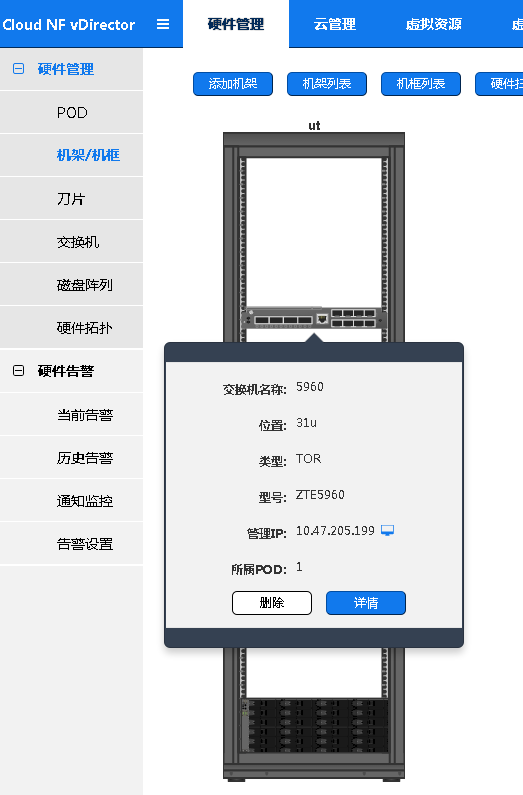 Cloud NF vDirector
硬件管理
云管理
虚拟资源
硬件管理
POD
机架/机框
刀片
交换机
磁盘阵列
硬件拓扑
硬件告警
当前告警
历史告警
通知监控
告警设置
添加机架
机架列表
机框列表
硬件扫
ut
交换机名称: 5960
位置: 31u
类型: TOR
型号: ZTE5960
管理IP: 10.47.205.199
所属POD: 1
删除
详情